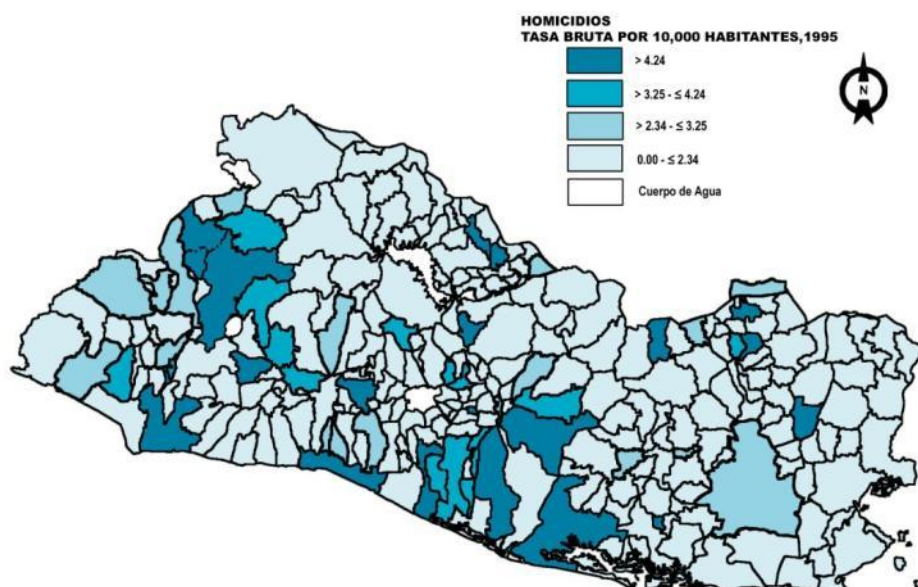 HOMICIDIOS
TASA BRUTA POR 10,000 HABITANTES,1995
> 4.24
> 3.25 - ≤ 4.24
> 2.34 - ≤ 3.25
0.00 - ≤ 2.34
Cuerpo de Agua
N